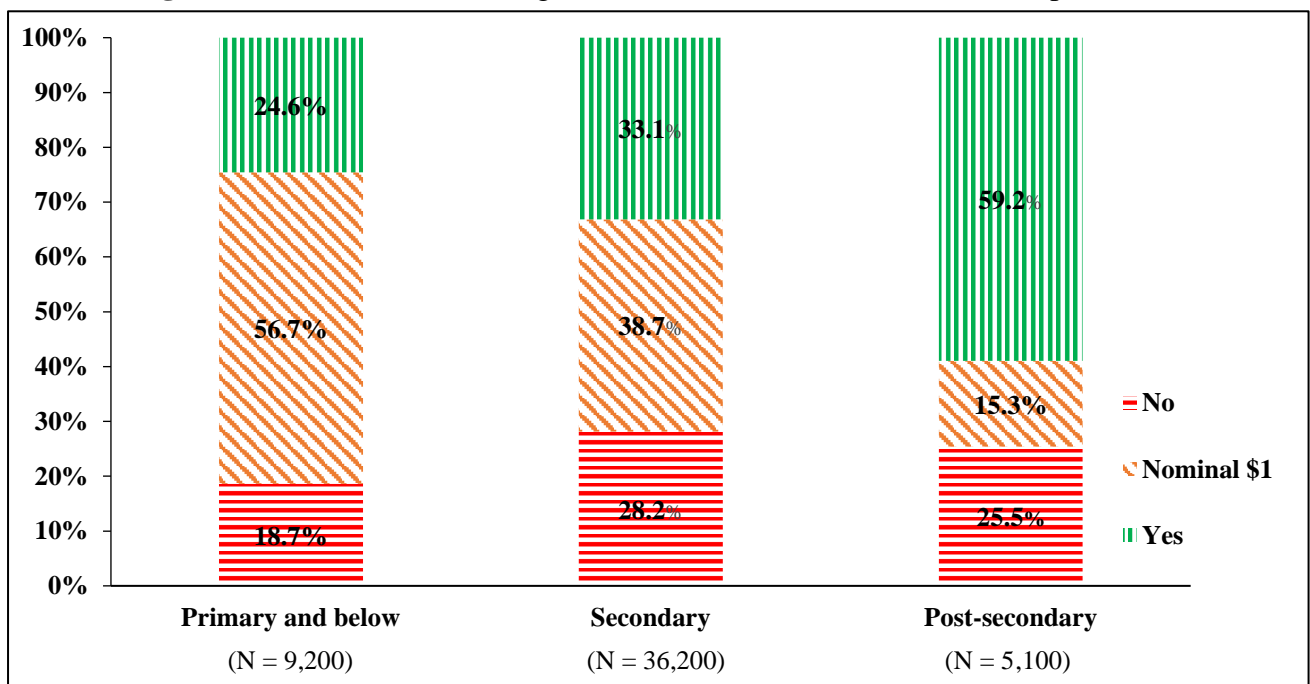 100%
90%
80%
70%
60%
50%
40%
30%
20%
10%
0%
24.6%
56.7%
18.7%
33.1%
38.7%
28.2%
59.2%
15.3%
25.5%
No
Nominal $1
Yes
Primary and below
(N = 9,200)
Secondary
(N = 36,200)
Post-secondary
(N = 5,100)